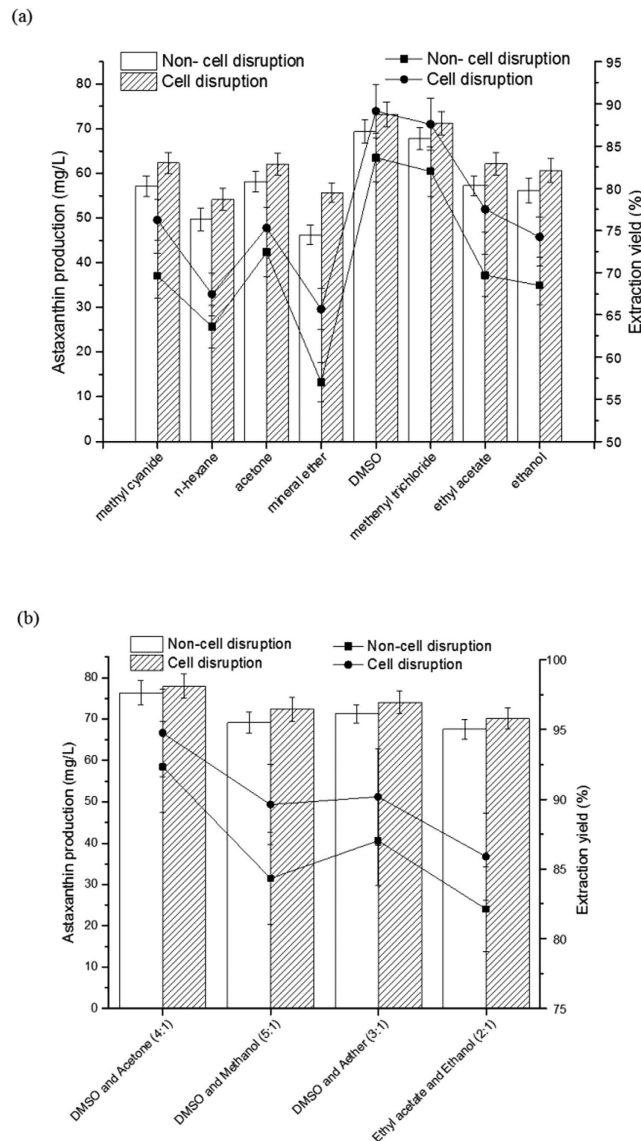 (a)
Non- cell disruption
Cell disruption
Non-cell disruption
Cell disruption
Astaxanthin production (mg/L)
80
70
60
50
40
30
20
10
0
95
90
85
80
75
70
65
60
55
50
Extraction yield (%)
methyl cyanide
n-hexane
acetone
mineral ether
DMSO
methenyl trichloride
ethyl acetate
ethanol
(b)
Non-cell disruption
Cell disruption
Non-cell disruption
Cell disruption
Astaxanthin production (mg/L)
80
70
60
50
40
30
20
10
0
100
95
90
85
80
75
Extraction yield (%)
DMSO and Acetone (4:1)
DMSO and Methanol (5:1)
DMSO and Aether (3:1)
Ethyl acetate and Ethanol (2:1)